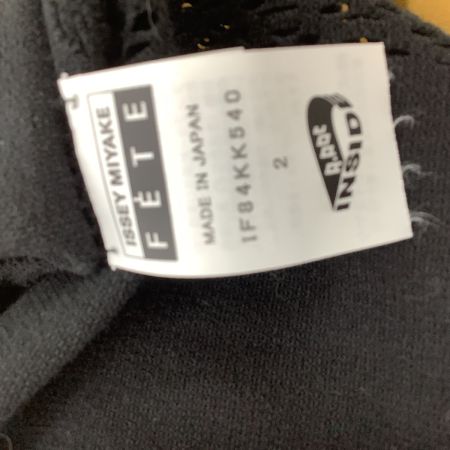 ISSEY MIYAKE
FÊTE
MADE IN JAPAN
IF84KK540
2
A.POC
INSIDE